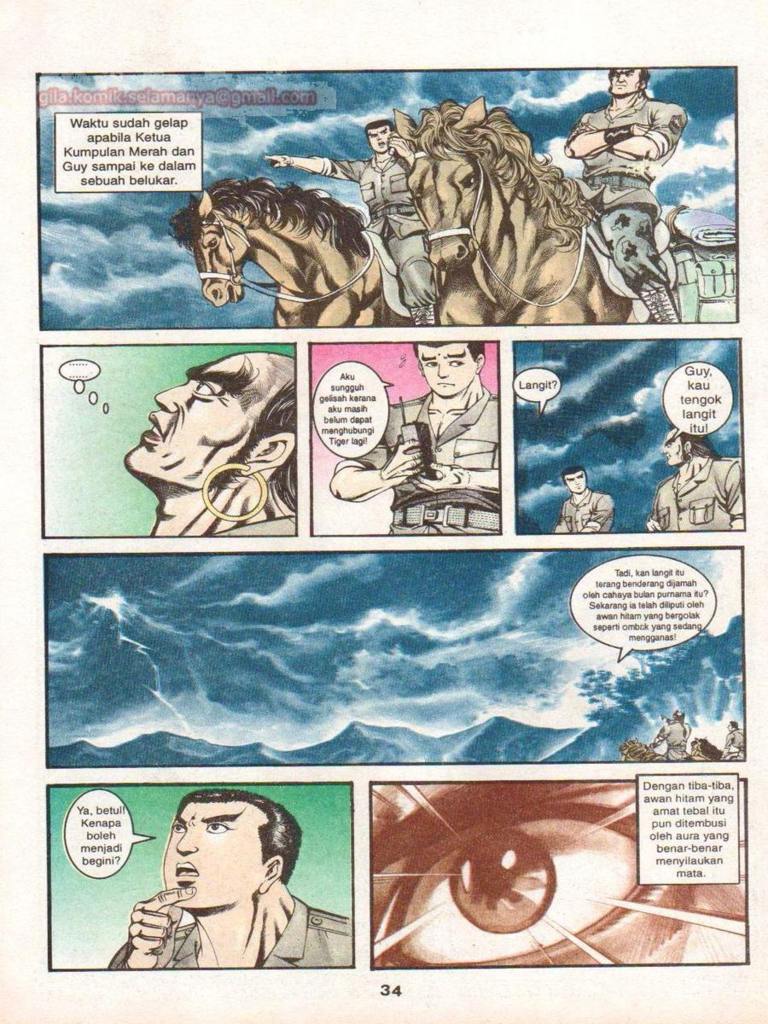 gila.komik.selamanya@gmail.com
Waktu sudah gelap
apabila Ketua
Kumpulan Merah dan
Guy sampai ke dalam
sebuah belukar.
Aku
sungguh
gelisah kerana
aku masih
belum dapat
menghubungi
Tiger lagi!
Langit?
Guy,
kau
tengok
langit
itu!
Tadi, kan langit itu
terang benderang dijamah
oleh cahaya bulan purnama itu?
Sekarang ia telah diliputi oleh
awan hitam yang bergolak
seperti ombak yang sedang
mengganas!
Ya, betul!
Kenapa
boleh
menjadi
begini?
Dengan tiba-tiba,
awan hitam yang
amat tebal itu
pun ditembusi
oleh aura yang
benar-benar
menyilaukan
mata.
34